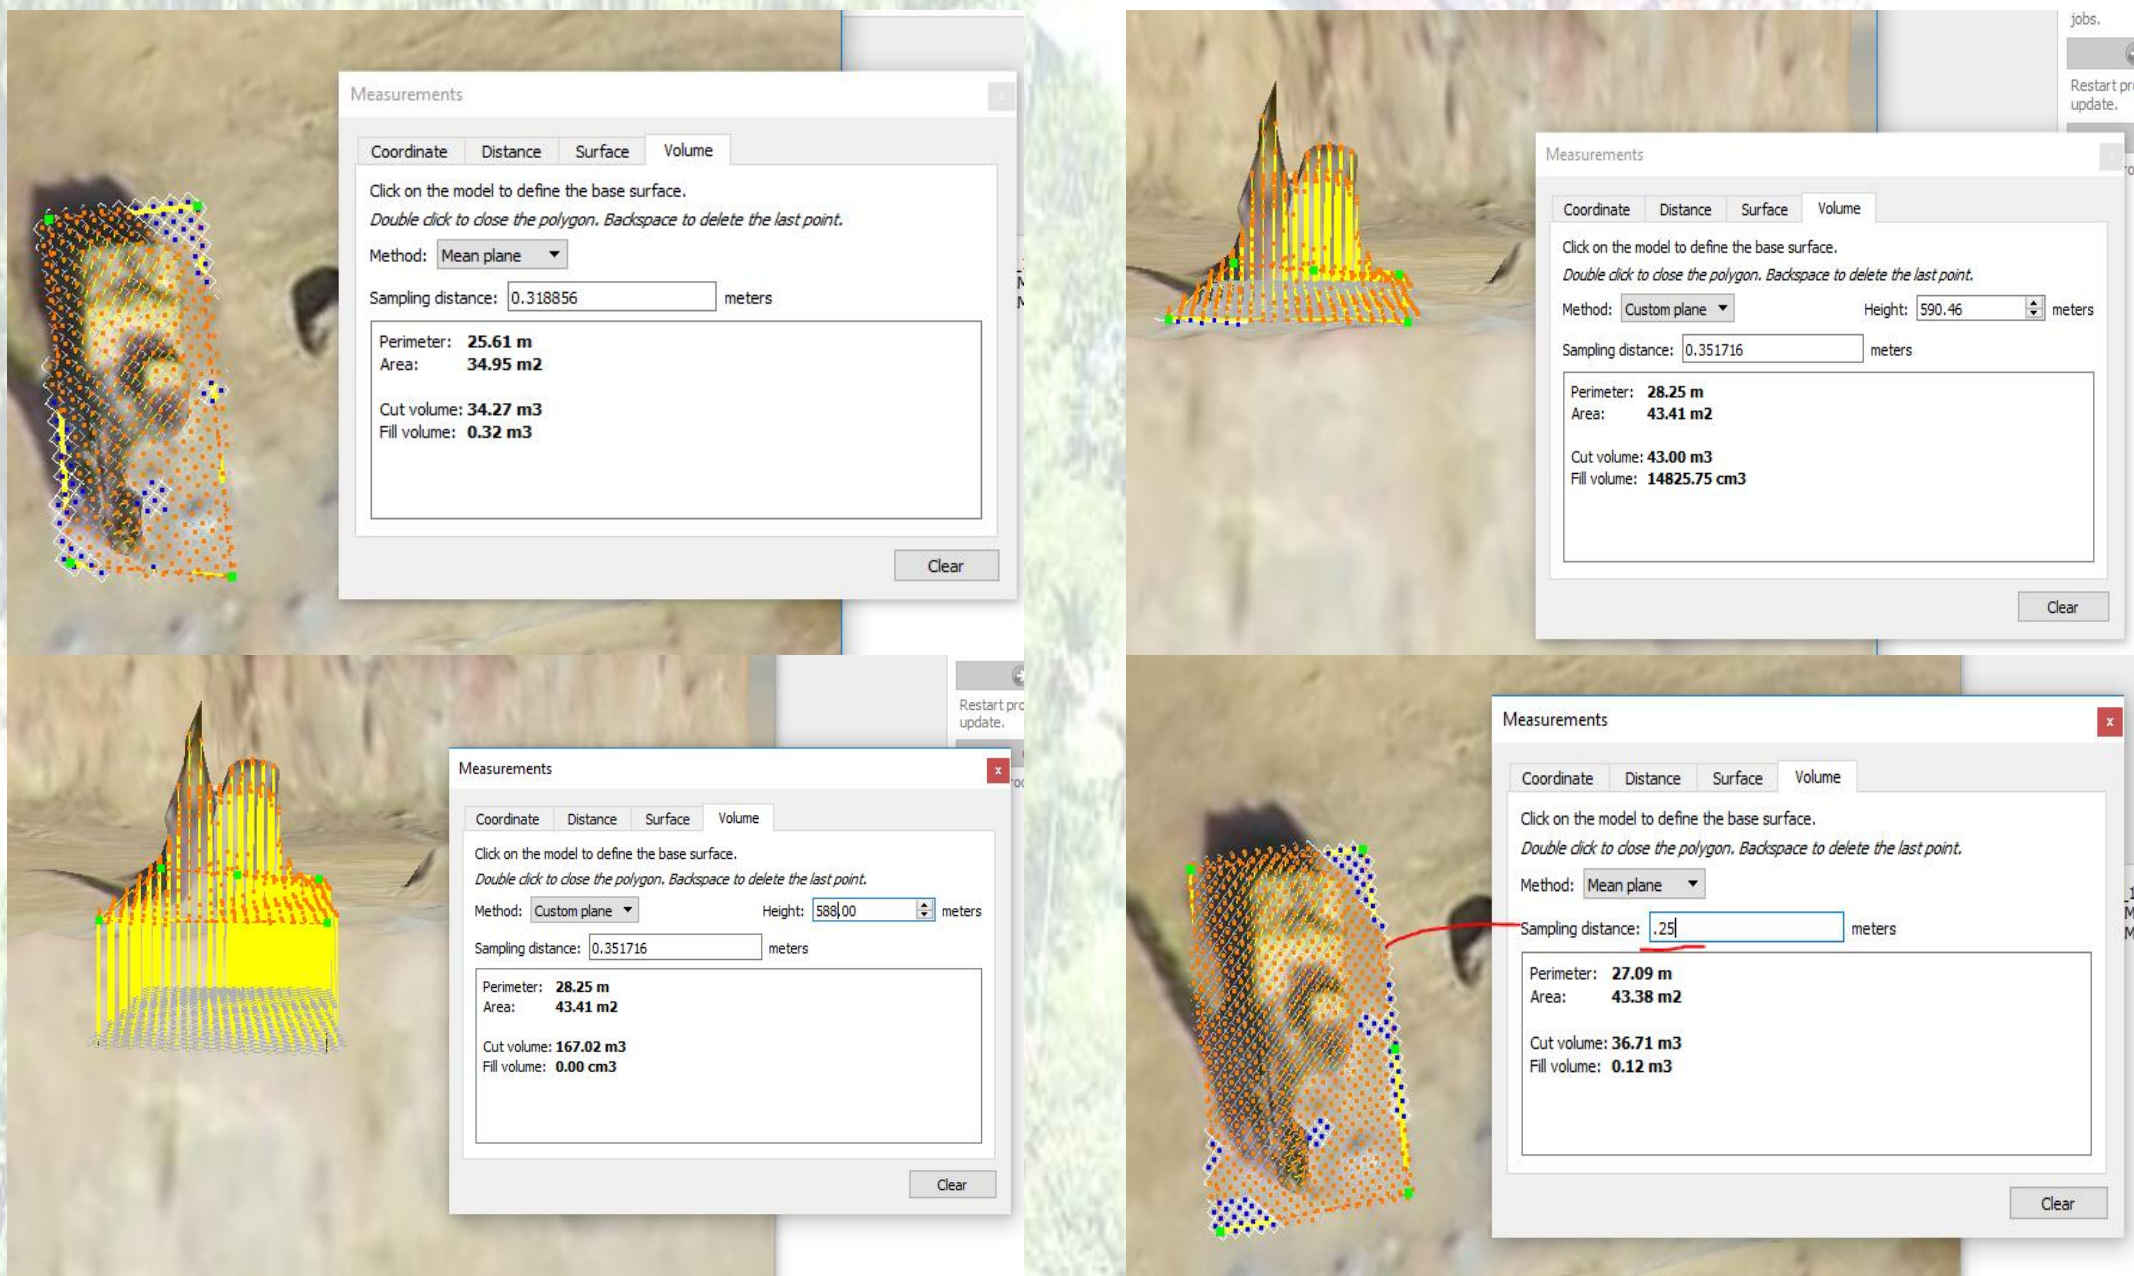 Measurements
Coordinate Distance Surface Volume
Click on the model to define the base surface.
Double click to close the polygon. Backspace to delete the last point.
Method: Mean plane
Sampling distance: 0.318856 meters
Perimeter: 25.61 m
Area: 34.95 m2
Cut volume: 34.27 m3
Fill volume: 0.32 m3
Clear
jobs.
Restart pr
update.
Measurements
Coordinate Distance Surface Volume
Click on the model to define the base surface.
Double click to close the polygon. Backspace to delete the last point.
Method: Custom plane Height: 590.46 meters
Sampling distance: 0.351716 meters
Perimeter: 28.25 m
Area: 43.41 m2
Cut volume: 43.00 m3
Fill volume: 14825.75 cm3
Clear
Restart pro
update.
Measurements x
Coordinate Distance Surface Volume
Click on the model to define the base surface.
Double click to close the polygon. Backspace to delete the last point.
Method: Custom plane Height: 588.00 meters
Sampling distance: 0.351716 meters
Perimeter: 28.25 m
Area: 43.41 m2
Cut volume: 167.02 m3
Fill volume: 0.00 cm3
Clear
Measurements x
Coordinate Distance Surface Volume
Click on the model to define the base surface.
Double click to close the polygon. Backspace to delete the last point.
Method: Mean plane
Sampling distance: .25 meters
Perimeter: 27.09 m
Area: 43.38 m2
Cut volume: 36.71 m3
Fill volume: 0.12 m3
Clear